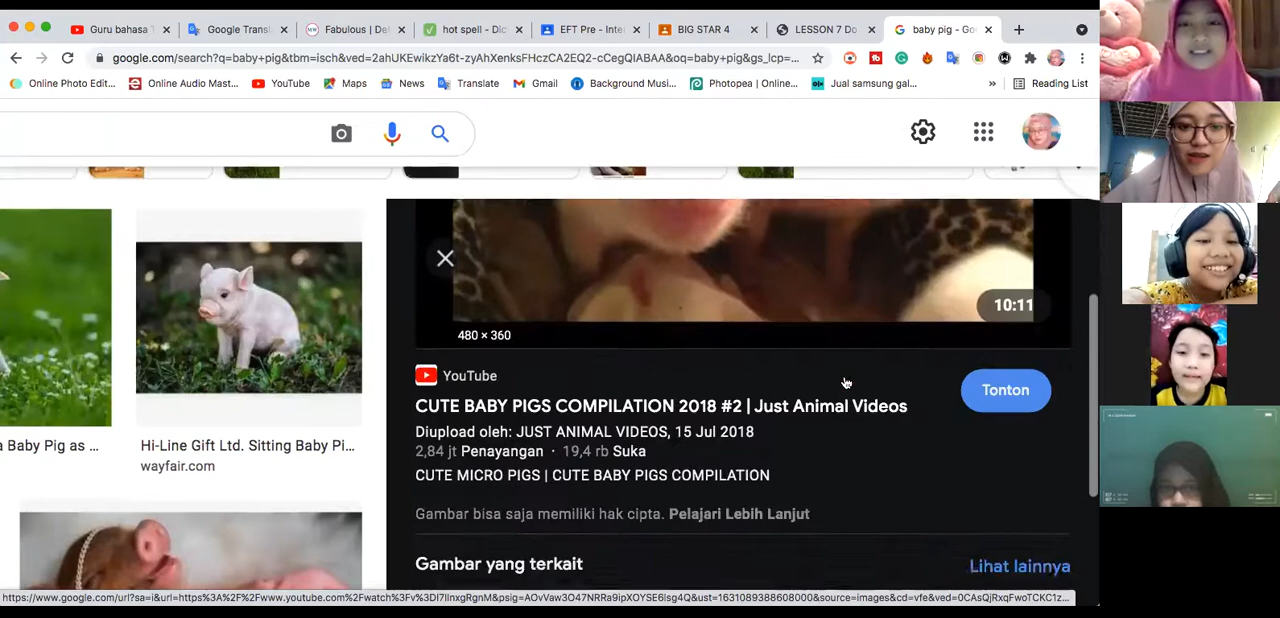 Guru bahasa
Google Trans
Fabulous | De
hot spell - Dic
EFT Pre - Inte
BIG STAR 4
LESSON 7 Do
baby pig - Go
google.com/search?q=baby+pig&tbm=isch&ved=2ahUKEwikzYa6t-zyAhXenksFHczCA2EQ2-cCegQIABAA&oq=baby+pig&gs_lcp=...
Online Photo Edit...
Online Audio Mast...
YouTube
Maps
News
Translate
Gmail
Background Musi...
Photopea | Online...
Jual samsung gal...
»
Reading List
10:11
480 × 360
YouTube
CUTE BABY PIGS COMPILATION 2018 #2 | Just Animal Videos
Tonton
Diupload oleh: JUST ANIMAL VIDEOS, 15 Jul 2018
2,84 jt Penayangan · 19,4 rb Suka
CUTE MICRO PIGS | CUTE BABY PIGS COMPILATION
Gambar bisa saja memiliki hak cipta. Pelajari Lebih Lanjut
Gambar yang terkait
Lihat lainnya
a Baby Pig as ...
Hi-Line Gift Ltd. Sitting Baby Pi...
wayfair.com